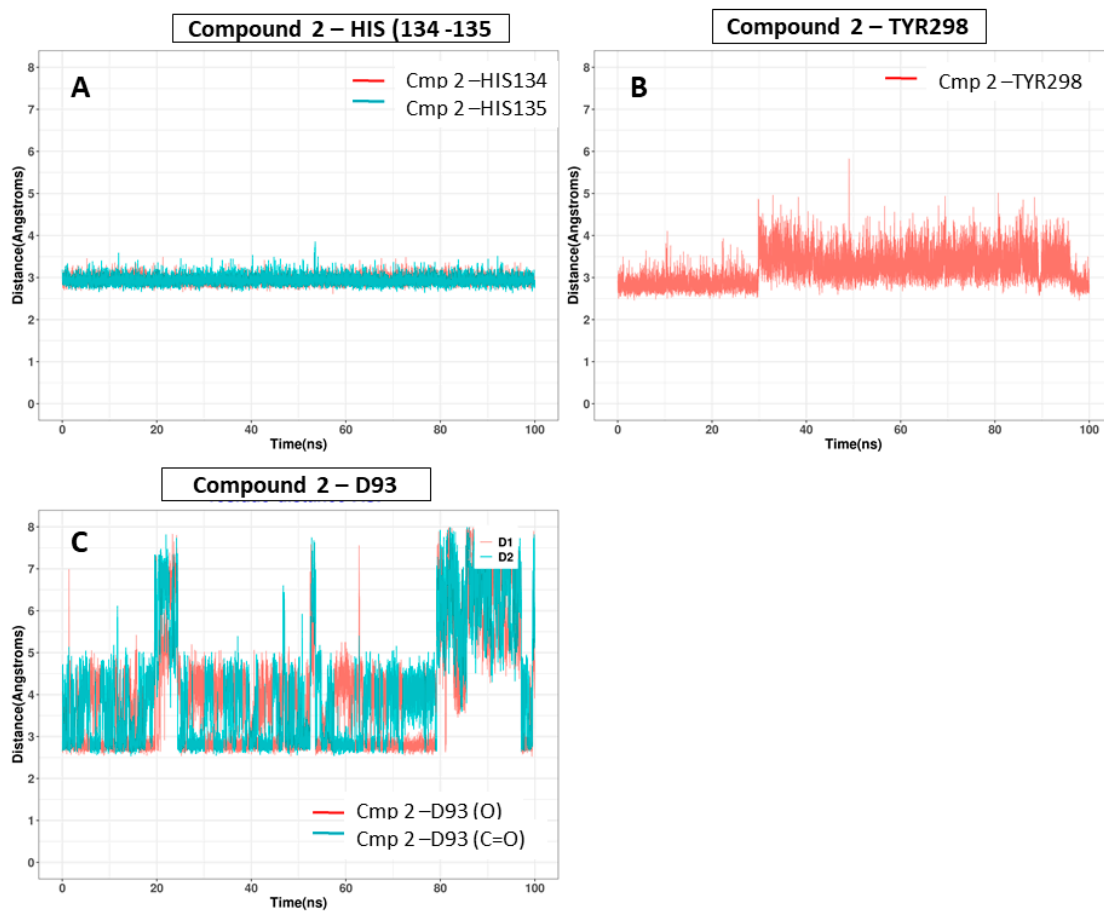 Compound 2 – HIS (134 -135
A
Cmp 2 –HIS134
Cmp 2 –HIS135
Distance(Angstroms)
8
7
6
5
4
3
2
1
0
0 20 40 60 80 100
Time(ns)
Compound 2 – TYR298
B
Cmp 2 –TYR298
Distance(Angstroms)
8
7
6
5
4
3
2
1
0
0 20 40 60 80 100
Time(ns)
Compound 2 – D93
C
D1
D2
Distance(Angstroms)
8
7
6
5
4
3
2
1
0
Cmp 2 –D93 (O)
Cmp 2 –D93 (C=O)
0 20 40 60 80 100
Time(ns)